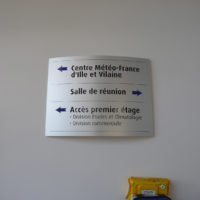 Centre Météo-France
d'Ille et Vilaine
Salle de réunion
Accès premier étage
• Division Etudes et Climatologie
• Division commerciale